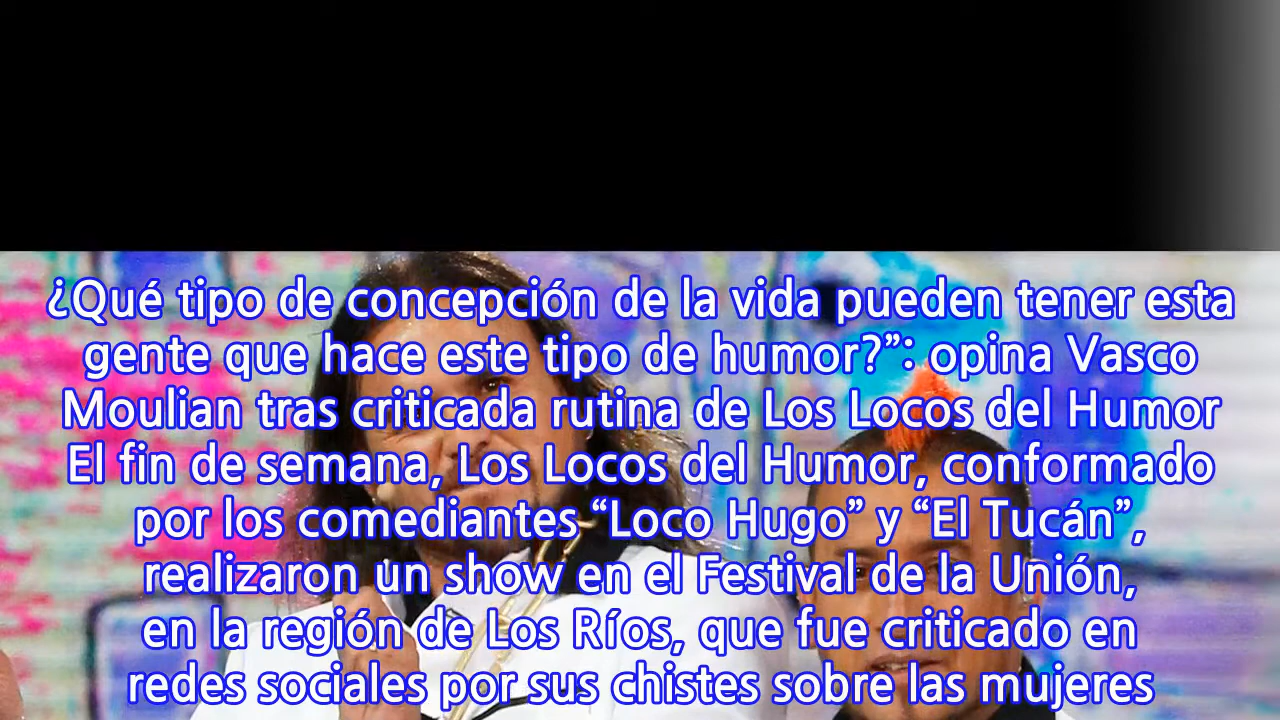 ¿Qué tipo de concepción de la vida pueden tener esta
gente que hace este tipo de humor?”: opina Vasco
Moulian tras criticada rutina de Los Locos del Humor
El fin de semana, Los Locos del Humor, conformado
por los comediantes “Loco Hugo” y “El Tucán”,
realizaron un show en el Festival de la Unión,
en la región de Los Ríos, que fue criticado en
redes sociales por sus chistes sobre las mujeres